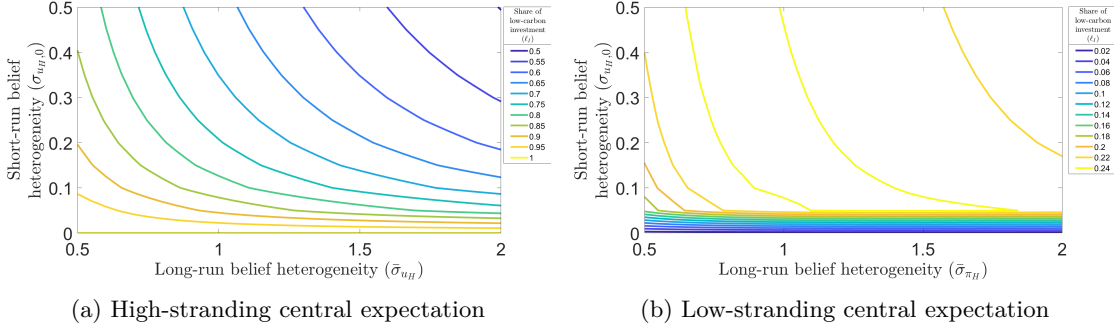 Share of
low-carbon
investment
(ℓ_I)
0.5
0.55
0.6
0.65
0.7
0.75
0.8
0.85
0.9
0.95
1
0.5
0.4
0.3
0.2
0.1
0
Short-run belief
heterogeneity (σ_{u_H,0})
0.5 1 1.5 2
Long-run belief heterogeneity (σ̄_{u_H})
(a) High-stranding central expectation
Share of
low-carbon
investment
(ℓ_I)
0.02
0.04
0.06
0.08
0.1
0.12
0.14
0.16
0.18
0.2
0.22
0.24
0.5
0.4
0.3
0.2
0.1
0
Short-run belief
heterogeneity (σ_{u_H,0})
0.5 1 1.5 2
Long-run belief heterogeneity (σ̄_{π_H})
(b) Low-stranding central expectation